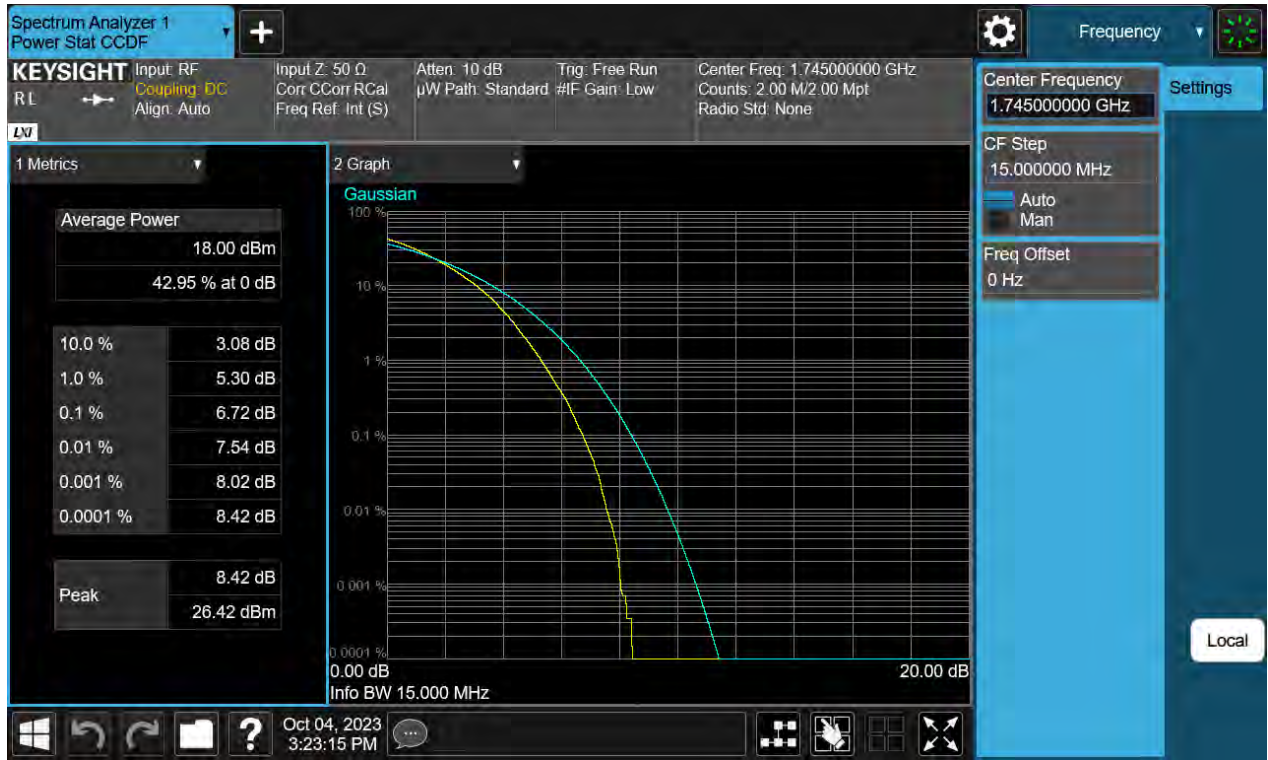 Spectrum Analyzer 1
Power Stat CCDF
+
Frequency
KEYSIGHT
RL
LXI
Input: RF
Coupling: DC
Align: Auto
Input Z: 50 Ω
Corr CCorr RCal
Freq Ref: Int (S)
Atten: 10 dB
µW Path: Standard
Trig: Free Run
#IF Gain: Low
Center Freq: 1.745000000 GHz
Counts: 2.00 M/2.00 Mpt
Radio Std: None
Center Frequency
1.745000000 GHz
Settings
CF Step
15.000000 MHz
Auto
Man
Freq Offset
0 Hz
1 Metrics
Average Power
18.00 dBm
42.95 % at 0 dB
10.0 % 3.08 dB
1.0 % 5.30 dB
0.1 % 6.72 dB
0.01 % 7.54 dB
0.001 % 8.02 dB
0.0001 % 8.42 dB
Peak
8.42 dB
26.42 dBm
2 Graph
Gaussian
100 %
10 %
1 %
0.1 %
0.01 %
0.001 %
0.0001 %
0.00 dB 20.00 dB
Info BW 15.000 MHz
Local
?
Oct 04, 2023
3:23:15 PM